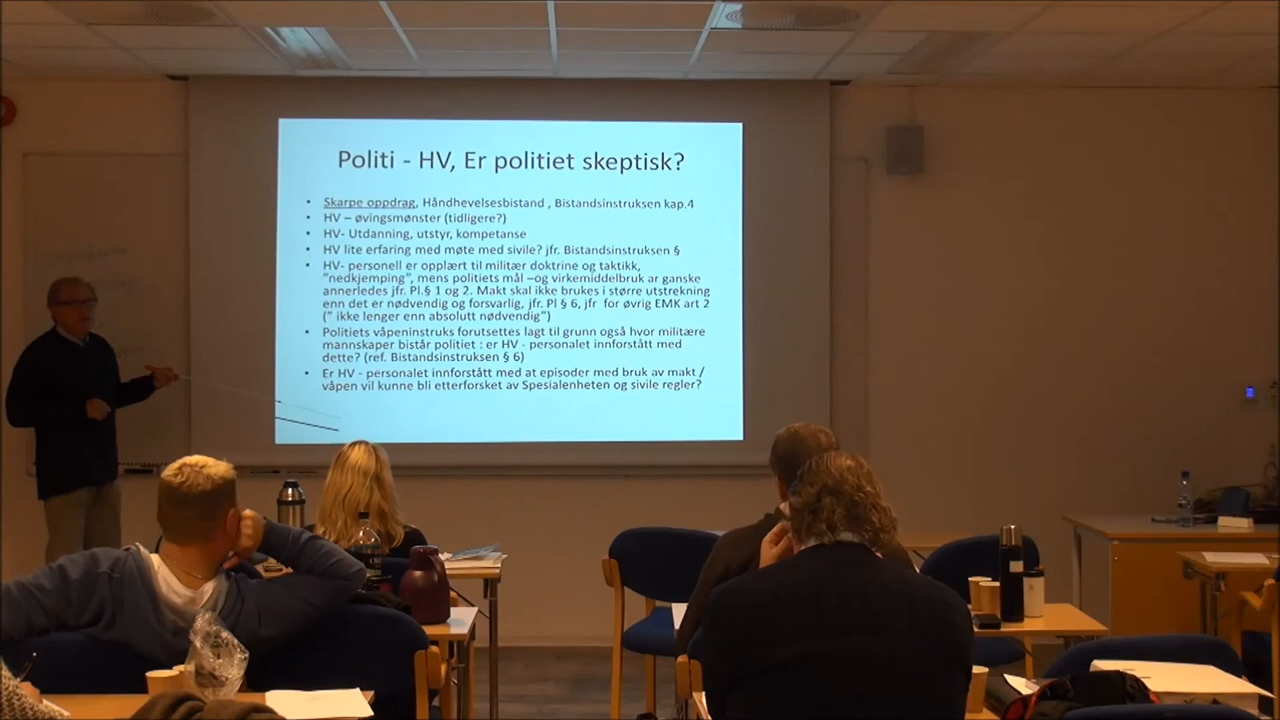 Politi - HV, Er politiet skeptisk?
• Skarpe oppdrag, Håndhevelsesbistand , Bistandsinstruksen kap.4
• HV – øvingsmønster (tidligere?)
• HV- Utdanning, utstyr, kompetanse
• HV lite erfaring med møte med sivile? jfr. Bistandsinstruksen §
• HV- personell er opplært til militær doktrine og taktikk,
"nedkjemping", mens politiets mål –og virkemiddelbruk ar ganske
annerledes jfr. Pl.§ 1 og 2. Makt skal ikke brukes i større utstrekning
enn det er nødvendig og forsvarlig, jfr. Pl § 6, jfr for øvrig EMK art 2
(" ikke lenger enn absolutt nødvendig")
• Politiets våpeninstruks forutsettes lagt til grunn også hvor militære
mannskaper bistår politiet : er HV - personalet innforstått med
dette? (ref. Bistandsinstruksen § 6)
• Er HV - personalet innforstått med at episoder med bruk av makt /
våpen vil kunne bli etterforsket av Spesialenheten og sivile regler?